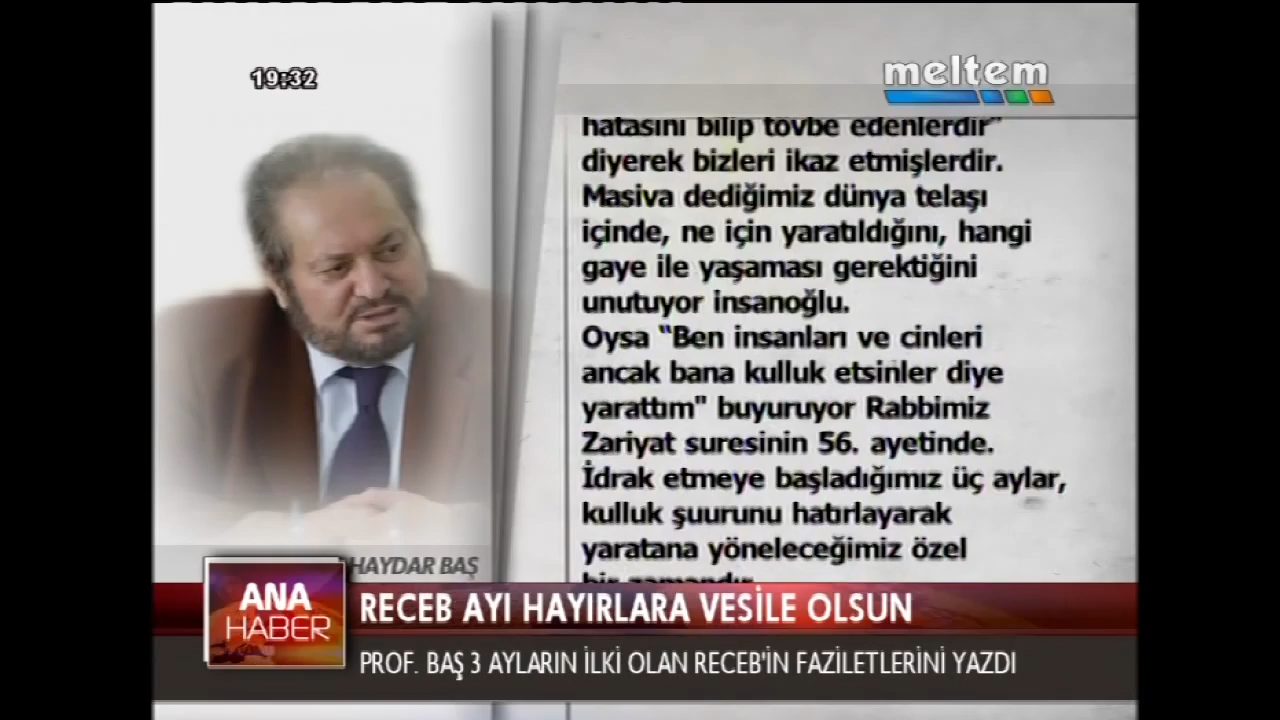 19:32
meltem
hatasını bilip tövbe edenlerdir"
diyerek bizleri ikaz etmişlerdir.
Masiva dediğimiz dünya telaşı
içinde, ne için yaratıldığını, hangi
gaye ile yaşaması gerektiğini
unutuyor insanoğlu.
Oysa "Ben insanları ve cinleri
ancak bana kulluk etsinler diye
yarattım" buyuruyor Rabbimiz
Zariyat suresinin 56. ayetinde.
İdrak etmeye başladığımız üç aylar,
kulluk şuurunu hatırlayarak
yaratana yöneleceğimiz özel
bir zamandır.
HAYDAR BAŞ
ANA
HABER
RECEB AYI HAYIRLARA VESİLE OLSUN
PROF. BAŞ 3 AYLARIN İLKİ OLAN RECEB'İN FAZİLETLERİNİ YAZDI